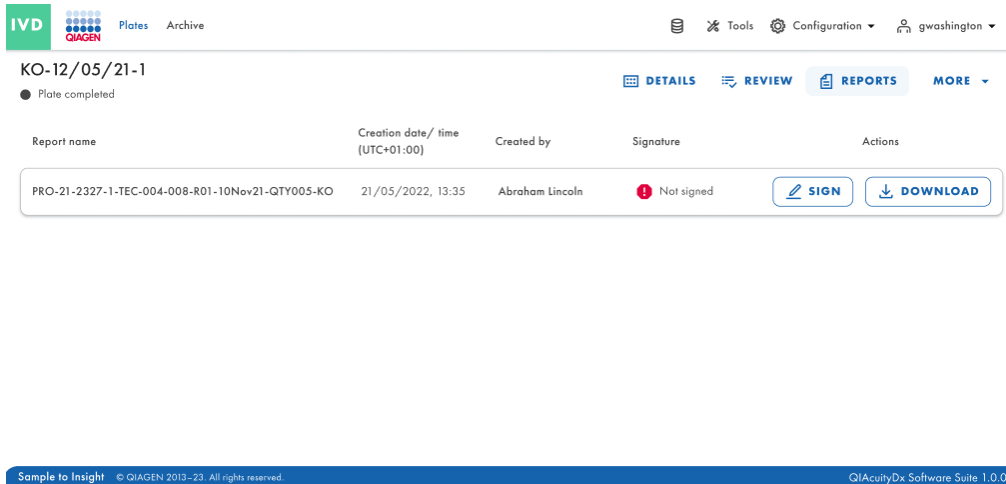 IVD
QIAGEN
Plates Archive
Tools Configuration gwashington
KO-12/05/21-1
Plate completed
DETAILS REVIEW REPORTS MORE
Report name
Creation date/ time
(UTC+01:00)
Created by
Signature
Actions
PRO-21-2327-1-TEC-004-008-R01-10Nov21-QTY005-KO 21/05/2022, 13:35 Abraham Lincoln Not signed SIGN DOWNLOAD
Sample to Insight © QIAGEN 2013–23. All rights reserved. QIAcuityDx Software Suite 1.0.0